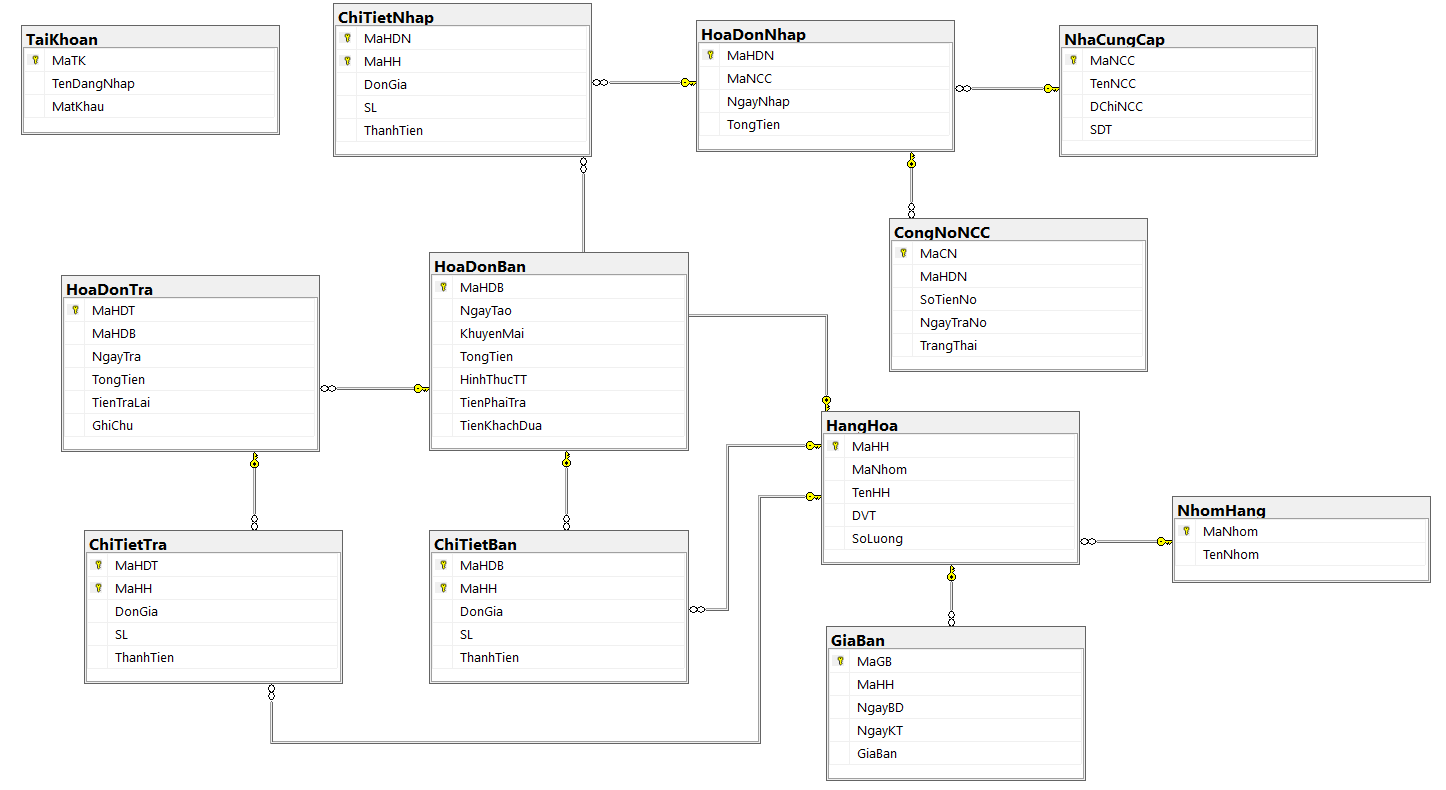 TaiKhoan
MaTK
TenDangNhap
MatKhau
ChiTietNhap
MaHDN
MaHH
DonGia
SL
ThanhTien
HoaDonNhap
MaHDN
MaNCC
NgayNhap
TongTien
NhaCungCap
MaNCC
TenNCC
DChiNCC
SDT
CongNoNCC
MaCN
MaHDN
SoTienNo
NgayTraNo
TrangThai
HoaDonTra
MaHDT
MaHDB
NgayTra
TongTien
TienTraLai
GhiChu
HoaDonBan
MaHDB
NgayTao
KhuyenMai
TongTien
HinhThucTT
TienPhaiTra
TienKhachDua
HangHoa
MaHH
MaNhom
TenHH
DVT
SoLuong
NhomHang
MaNhom
TenNhom
ChiTietTra
MaHDT
MaHH
DonGia
SL
ThanhTien
ChiTietBan
MaHDB
MaHH
DonGia
SL
ThanhTien
GiaBan
MaGB
MaHH
NgayBD
NgayKT
GiaBan